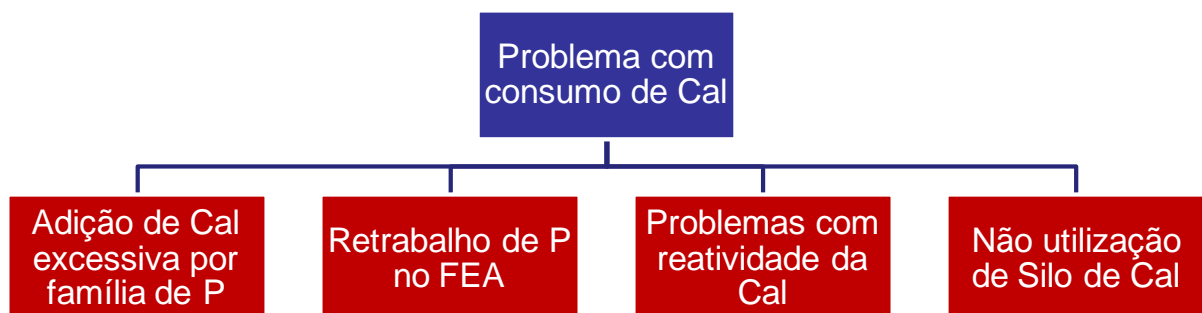 Problema com
consumo de Cal
Adição de Cal
excessiva por
família de P
Retrabalho de P
no FEA
Problemas com
reatividade da
Cal
Não utilização
de Silo de Cal